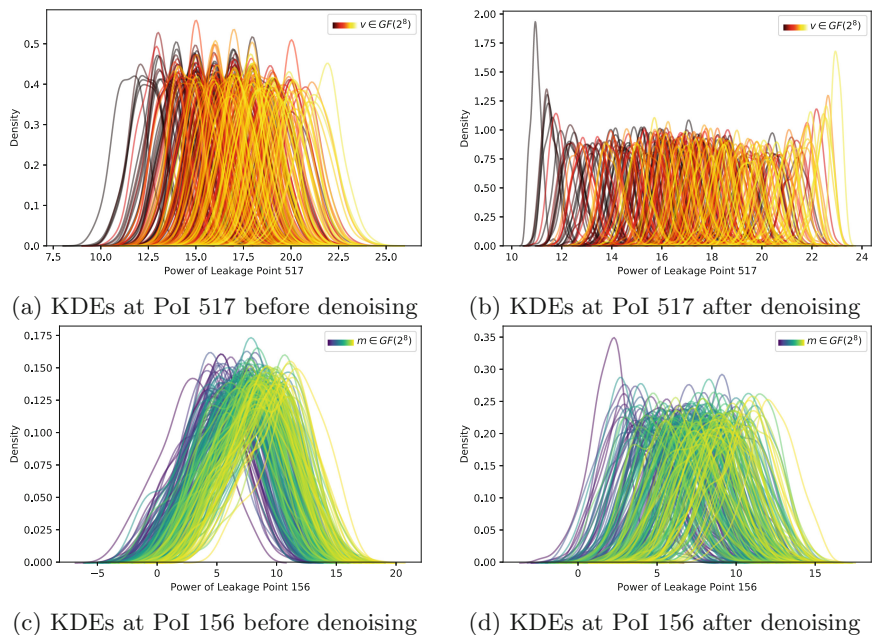 v ∈ GF(2⁸)
Density
0.5
0.4
0.3
0.2
0.1
0.0
7.5 10.0 12.5 15.0 17.5 20.0 22.5 25.0
Power of Leakage Point 517
(a) KDEs at PoI 517 before denoising
v ∈ GF(2⁸)
Density
2.00
1.75
1.50
1.25
1.00
0.75
0.50
0.25
0.00
10 12 14 16 18 20 22 24
Power of Leakage Point 517
(b) KDEs at PoI 517 after denoising
m ∈ GF(2⁸)
Density
0.175
0.150
0.125
0.100
0.075
0.050
0.025
0.000
−5 0 5 10 15 20
Power of Leakage Point 156
(c) KDEs at PoI 156 before denoising
m ∈ GF(2⁸)
Density
0.35
0.30
0.25
0.20
0.15
0.10
0.05
0.00
0 5 10 15
Power of Leakage Point 156
(d) KDEs at PoI 156 after denoising